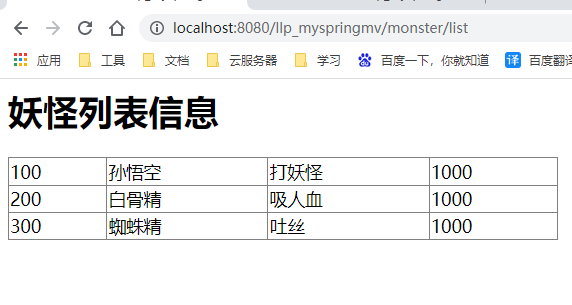 localhost:8080/llp_myspringmv/monster/list
应用 工具 文档 云服务器 学习 百度一下，你就知道 译 百度翻译
妖怪列表信息
100 孙悟空 打妖怪 1000
200 白骨精 吸人血 1000
300 蜘蛛精 吐丝 1000